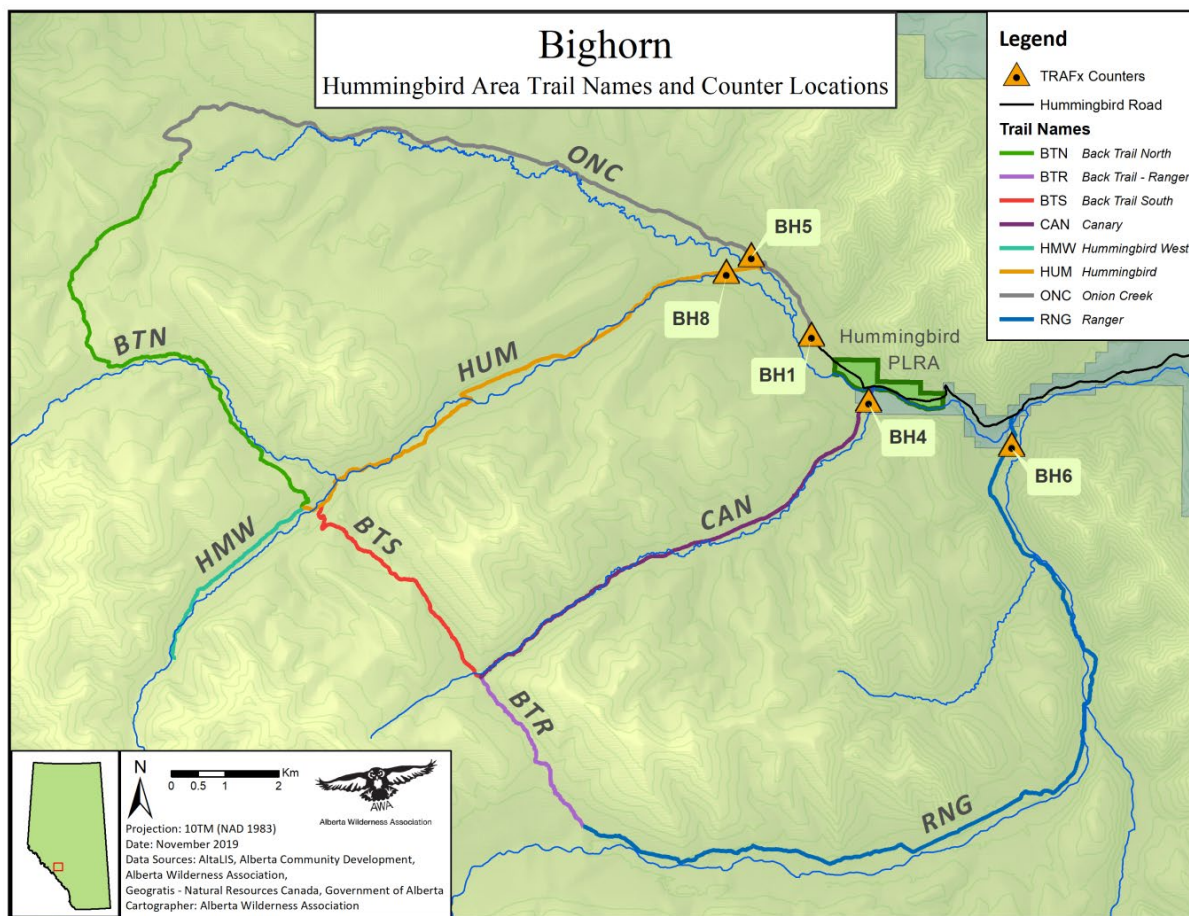 Bighorn
Hummingbird Area Trail Names and Counter Locations
Legend
TRAFx Counters
Hummingbird Road
Trail Names
BTN Back Trail North
BTR Back Trail - Ranger
BTS Back Trail South
CAN Canary
HMW Hummingbird West
HUM Hummingbird
ONC Onion Creek
RNG Ranger
ONC
BH5
BH8
BH1
Hummingbird
PLRA
BTN
HUM
BH4
BH6
CAN
HMW
BTS
BTR
RNG
N
Km
0 0.5 1 2
AWA
Alberta Wilderness Association
Projection: 10TM (NAD 1983)
Date: November 2019
Data Sources: AltaLIS, Alberta Community Development,
Alberta Wilderness Association,
Geogratis - Natural Resources Canada, Government of Alberta
Cartographer: Alberta Wilderness Association